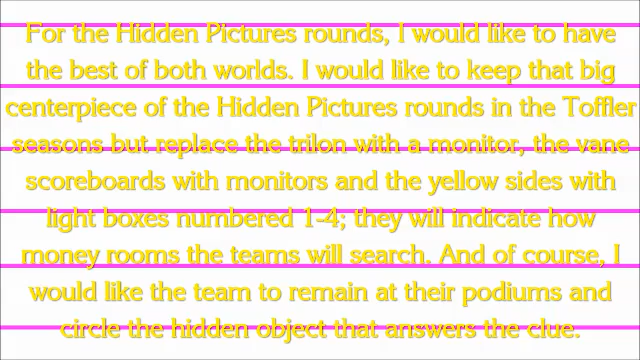 For the Hidden Pictures rounds, I would like to have
the best of both worlds. I would like to keep that big
centerpiece of the Hidden Pictures rounds in the Toffler
seasons but replace the trilon with a monitor, the vane
scoreboards with monitors and the yellow sides with
light boxes numbered 1-4; they will indicate how
money rooms the teams will search. And of course, I
would like the team to remain at their podiums and
circle the hidden object that answers the clue.